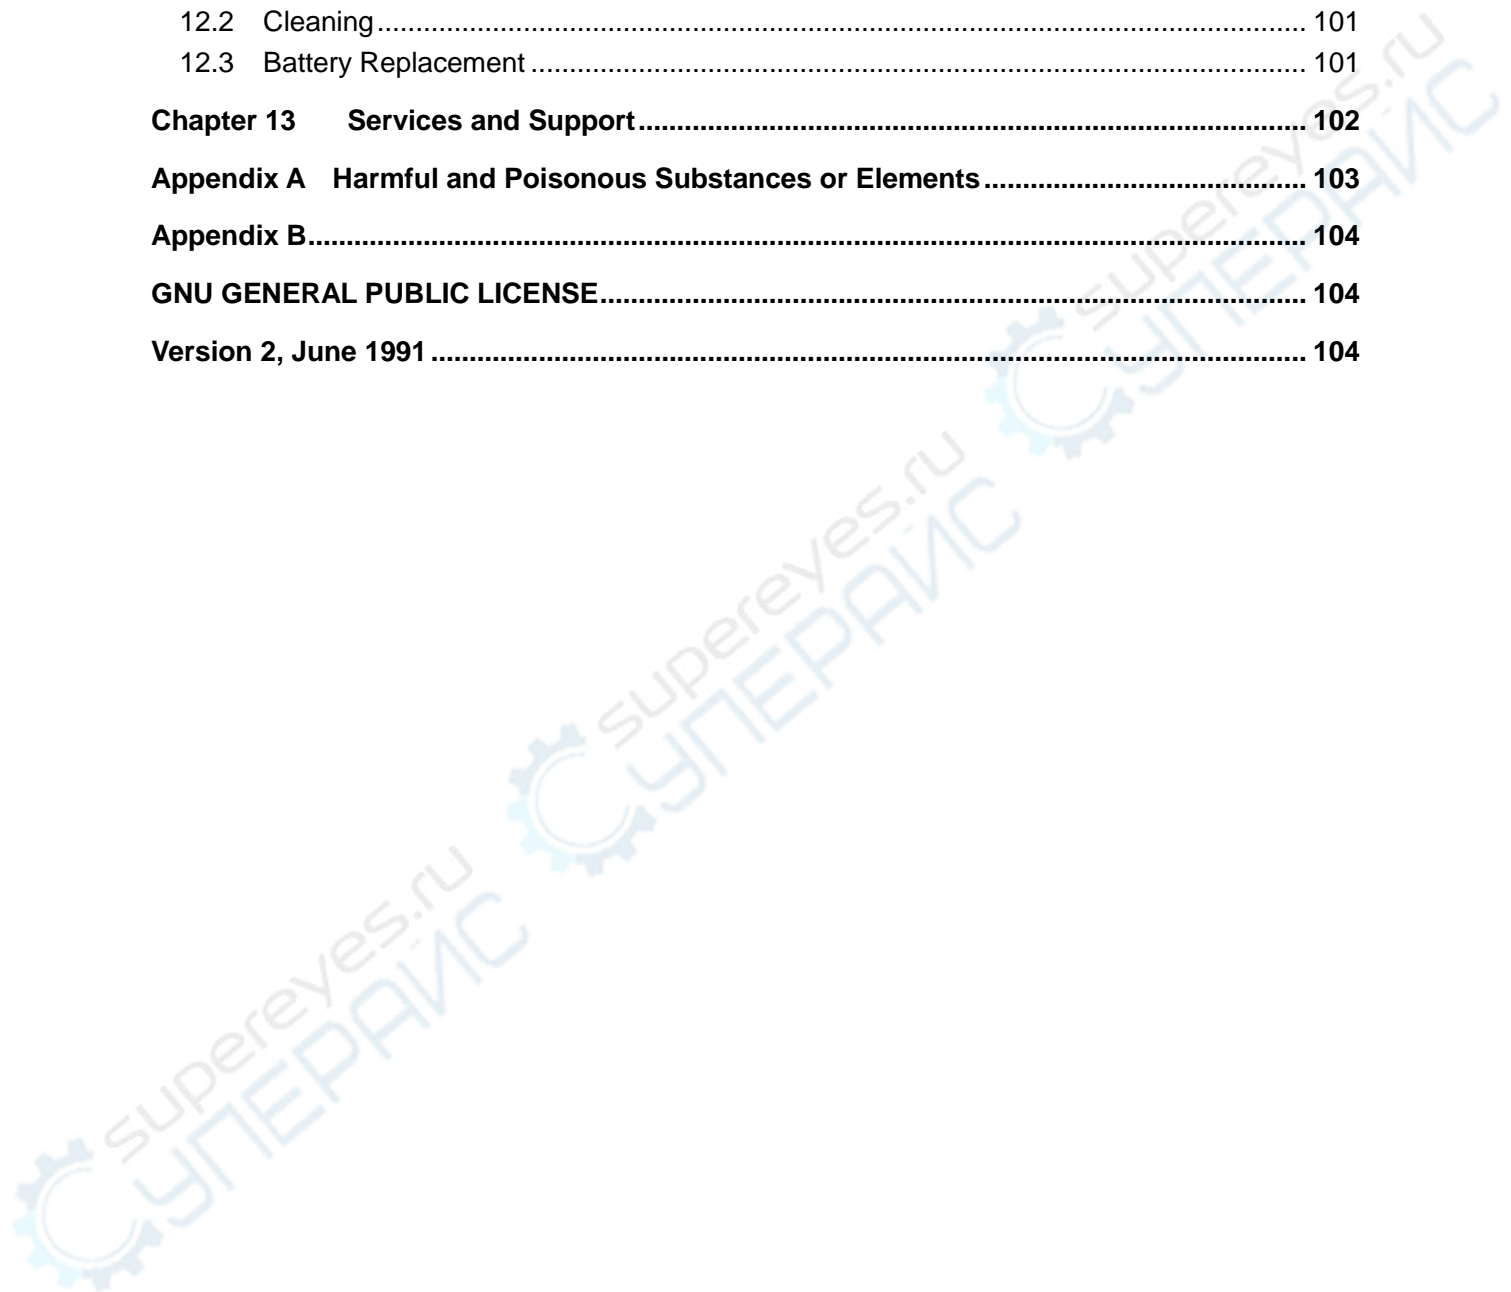 12.2 Cleaning........................................................................................................................ 101
12.3 Battery Replacement .................................................................................................... 101
Chapter 13 Services and Support....................................................................................... 102
Appendix A Harmful and Poisonous Substances or Elements.......................................... 103
Appendix B................................................................................................................................... 104
GNU GENERAL PUBLIC LICENSE............................................................................................ 104
Version 2, June 1991 .................................................................................................................. 104
supereyes.ru
СУПЕРАЙС
supereyes.ru
СУПЕРАЙС
supereyes.ru
СУПЕРАЙС